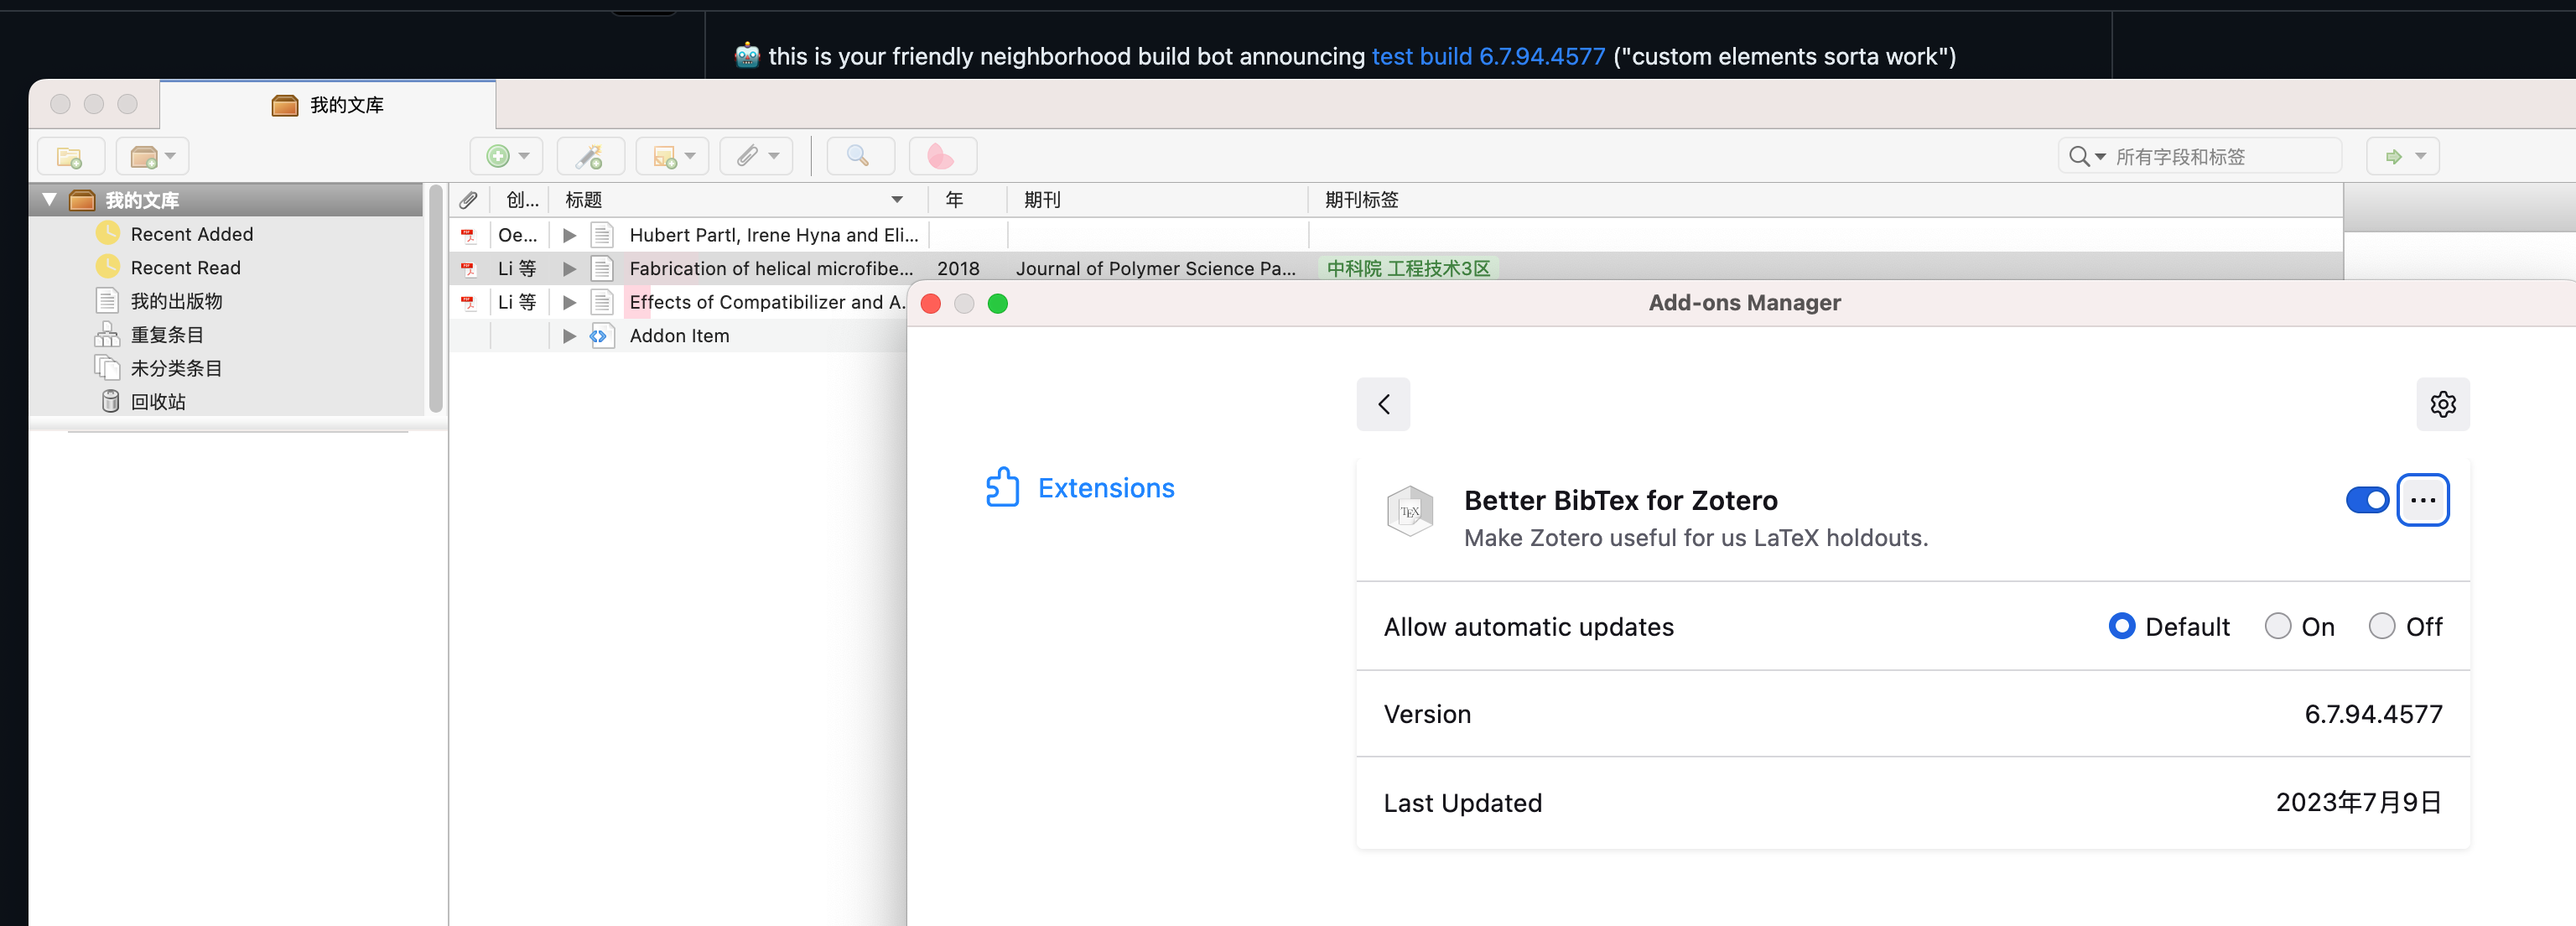 🤖 this is your friendly neighborhood build bot announcing test build 6.7.94.4577 ("custom elements sorta work")
我的文库
所有字段和标签
我的文库
Recent Added
Recent Read
我的出版物
重复条目
未分类条目
回收站
创... 标题 年 期刊 期刊标签
Oe... Hubert Partl, Irene Hyna and Eli...
Li 等 Fabrication of helical microfibe... 2018 Journal of Polymer Science Pa... 中科院 工程技术3区
Li 等 Effects of Compatibilizer and A.
Addon Item
Add-ons Manager
Extensions
TEX
Better BibTex for Zotero
Make Zotero useful for us LaTeX holdouts.
Allow automatic updates Default On Off
Version 6.7.94.4577
Last Updated 2023年7月9日